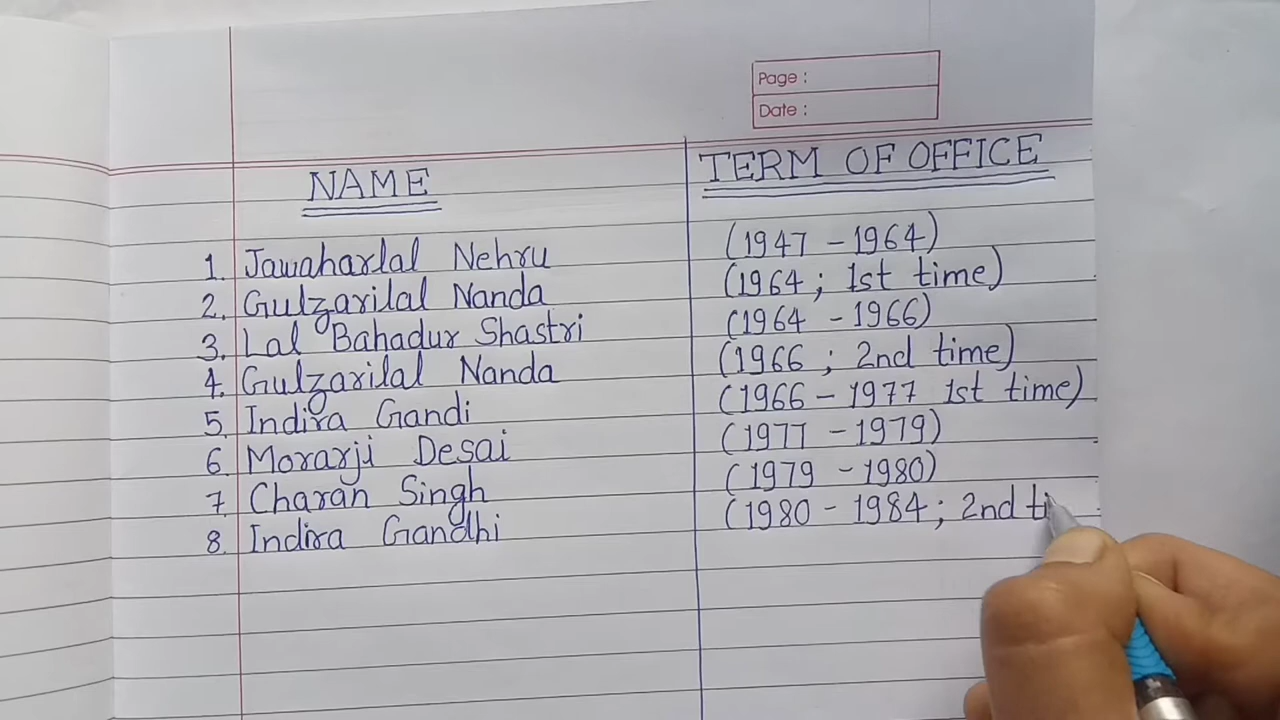 Page :
Date :
NAME TERM OF OFFICE
1. Jawaharlal Nehru (1947 - 1964)
2. Gulzarilal Nanda (1964 ; 1st time)
3. Lal Bahadur Shastri (1964 - 1966)
4. Gulzarilal Nanda (1966 ; 2nd time)
5. Indira Gandi (1966 - 1977 1st time)
6. Morarji Desai (1977 - 1979)
7. Charan Singh (1979 - 1980)
8. Indira Gandhi (1980 - 1984 ; 2nd ti